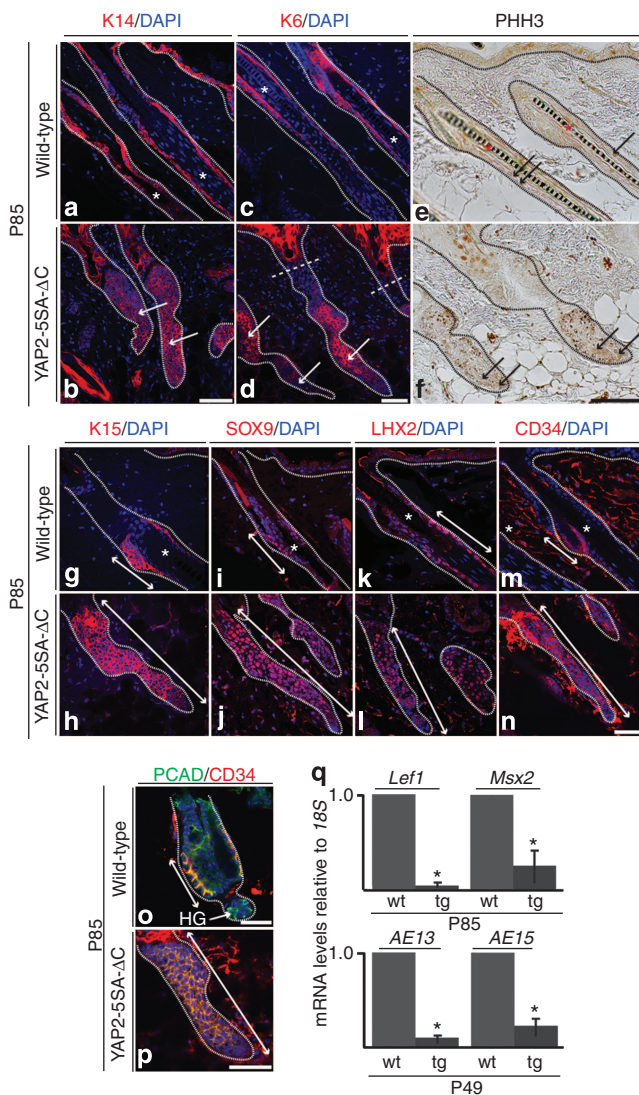 K14/DAPI K6/DAPI PHH3
P85
Wild-type
a * *
c * *
e *
YAP2-5SA-ΔC
b
d
f
K15/DAPI SOX9/DAPI LHX2/DAPI CD34/DAPI
P85
Wild-type
g *
i *
k *
m * *
YAP2-5SA-ΔC
h
j
l
n
PCAD/CD34
P85
Wild-type
o HG
YAP2-5SA-ΔC
p
q
mRNA levels relative to 18S
Lef1 Msx2
1.0
* *
wt tg wt tg
P85
AE13 AE15
1.0
* *
wt tg wt tg
P49